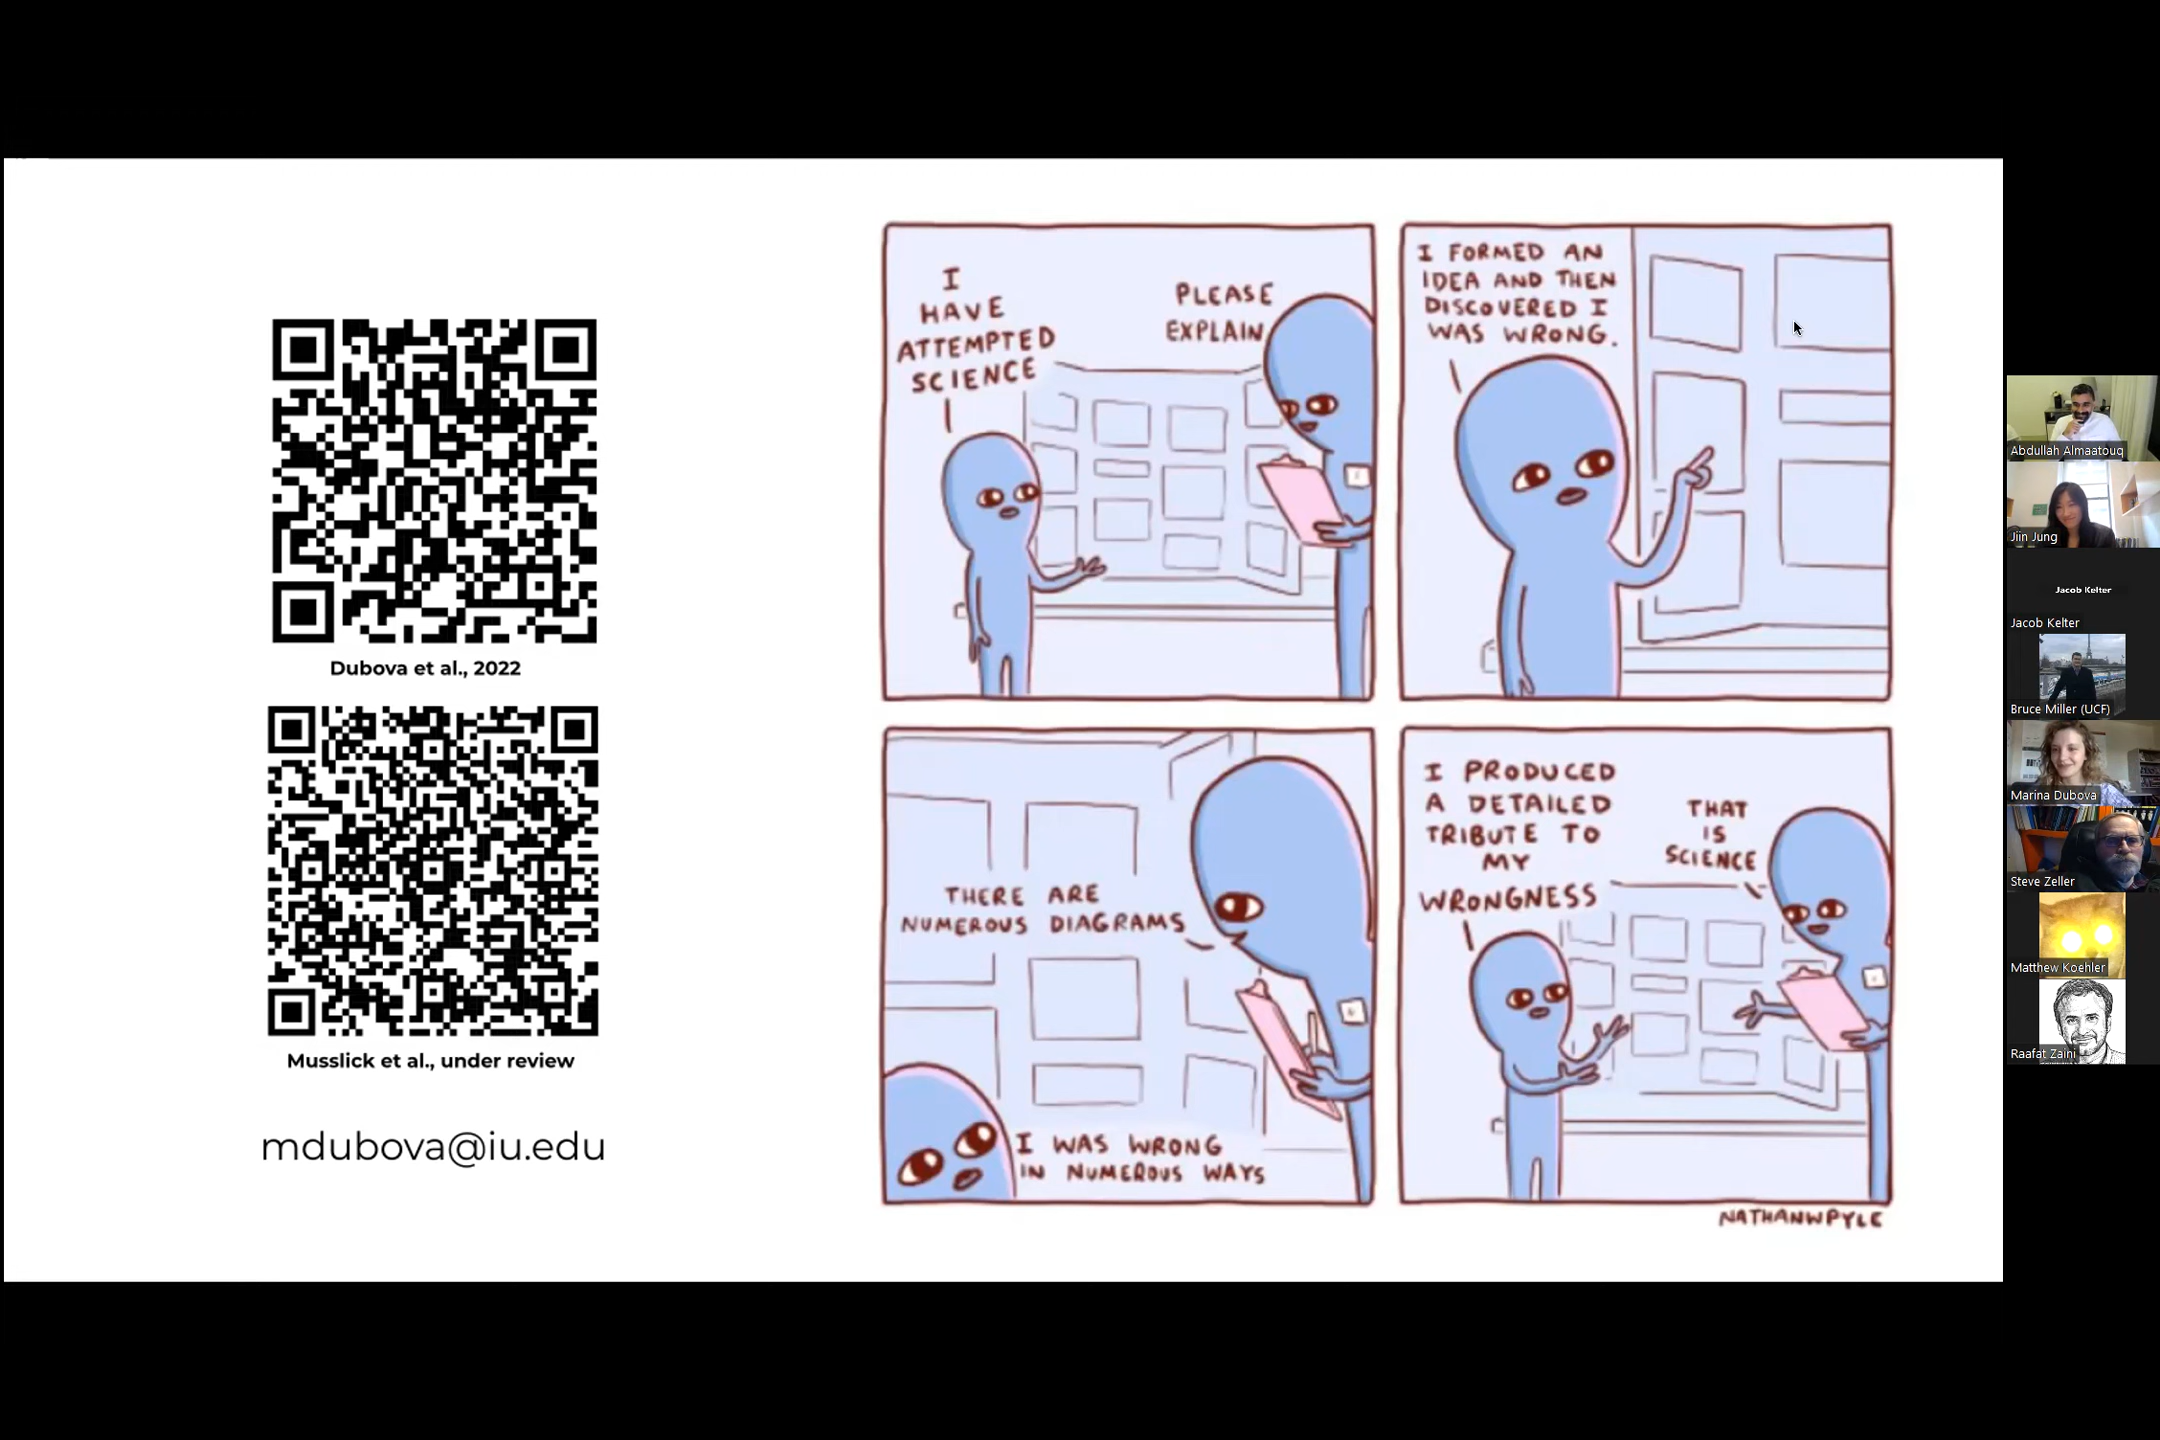 Dubova et al., 2022
Musslick et al., under review
mdubova@iu.edu
I
HAVE
ATTEMPTED
SCIENCE
PLEASE
EXPLAIN
I FORMED AN
IDEA AND THEN
DISCOVERED I
WAS WRONG.
THERE ARE
NUMEROUS DIAGRAMS
I WAS WRONG
IN NUMEROUS WAYS
I PRODUCED
A DETAILED
TRIBUTE TO
MY
WRONGNESS
THAT
IS
SCIENCE
NATHANWPYLE
Abdullah Almaatouq
Jiin Jung
Jacob Kelter
Jacob Kelter
Bruce Miller (UCF)
Marina Dubova
Steve Zeller
Matthew Koehler
Raafat Zaini